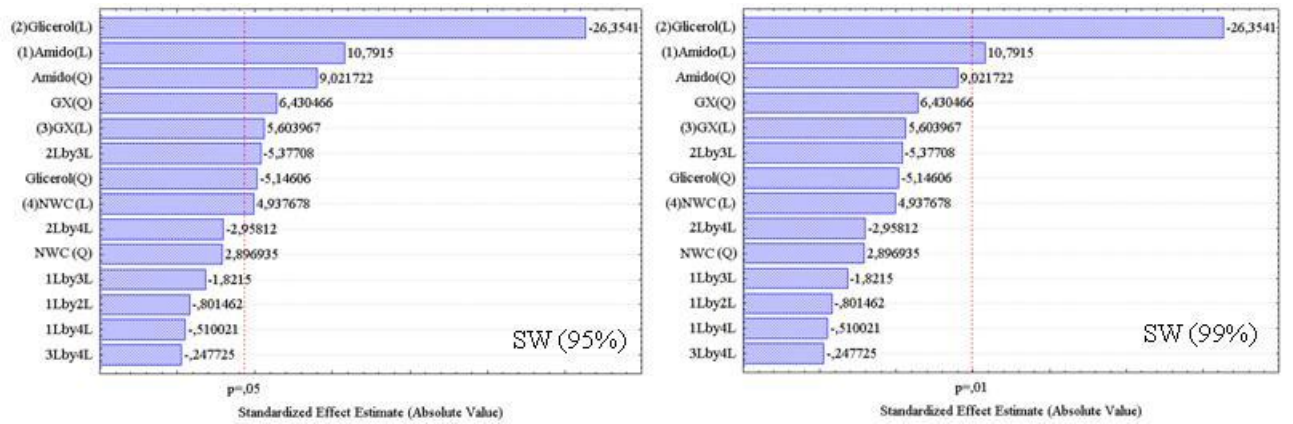 (2)Glicerol(L) -26,3541
(1)Amido(L) 10,7915
Amido(Q) 9,021722
GX(Q) 6,430466
(3)GX(L) 5,603967
2Lby3L -5,37708
Glicerol(Q) -5,14606
(4)NWC (L) 4,937678
2Lby4L -2,95812
NWC (Q) 2,896935
1Lby3L -1,8215
1Lby2L -,801462
1Lby4L -,510021
3Lby4L -,247725
SW (95%)
p=,05
Standardized Effect Estimate (Absolute Value)
(2)Glicerol(L) -26,3541
(1)Amido(L) 10,7915
Amido(Q) 9,021722
GX(Q) 6,430466
(3)GX(L) 5,603967
2Lby3L -5,37708
Glicerol(Q) -5,14606
(4)NWC (L) 4,937678
2Lby4L -2,95812
NWC (Q) 2,896935
1Lby3L -1,8215
1Lby2L -,801462
1Lby4L -,510021
3Lby4L -,247725
SW (99%)
p=,01
Standardized Effect Estimate (Absolute Value)